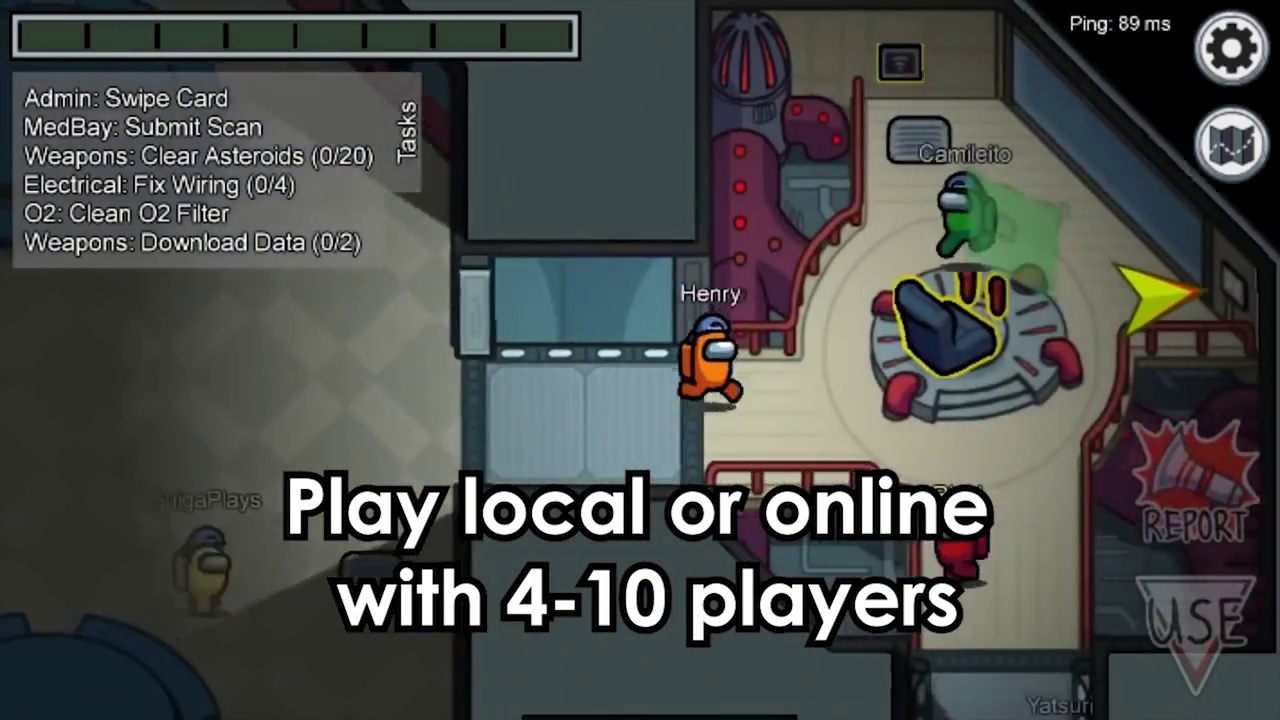 Ping: 89 ms
Admin: Swipe Card
MedBay: Submit Scan
Weapons: Clear Asteroids (0/20)
Electrical: Fix Wiring (0/4)
O2: Clean O2 Filter
Weapons: Download Data (0/2)
Tasks
Camileito
Henry
Play local or online
with 4-10 players
REPORT
USE
Yatsuri